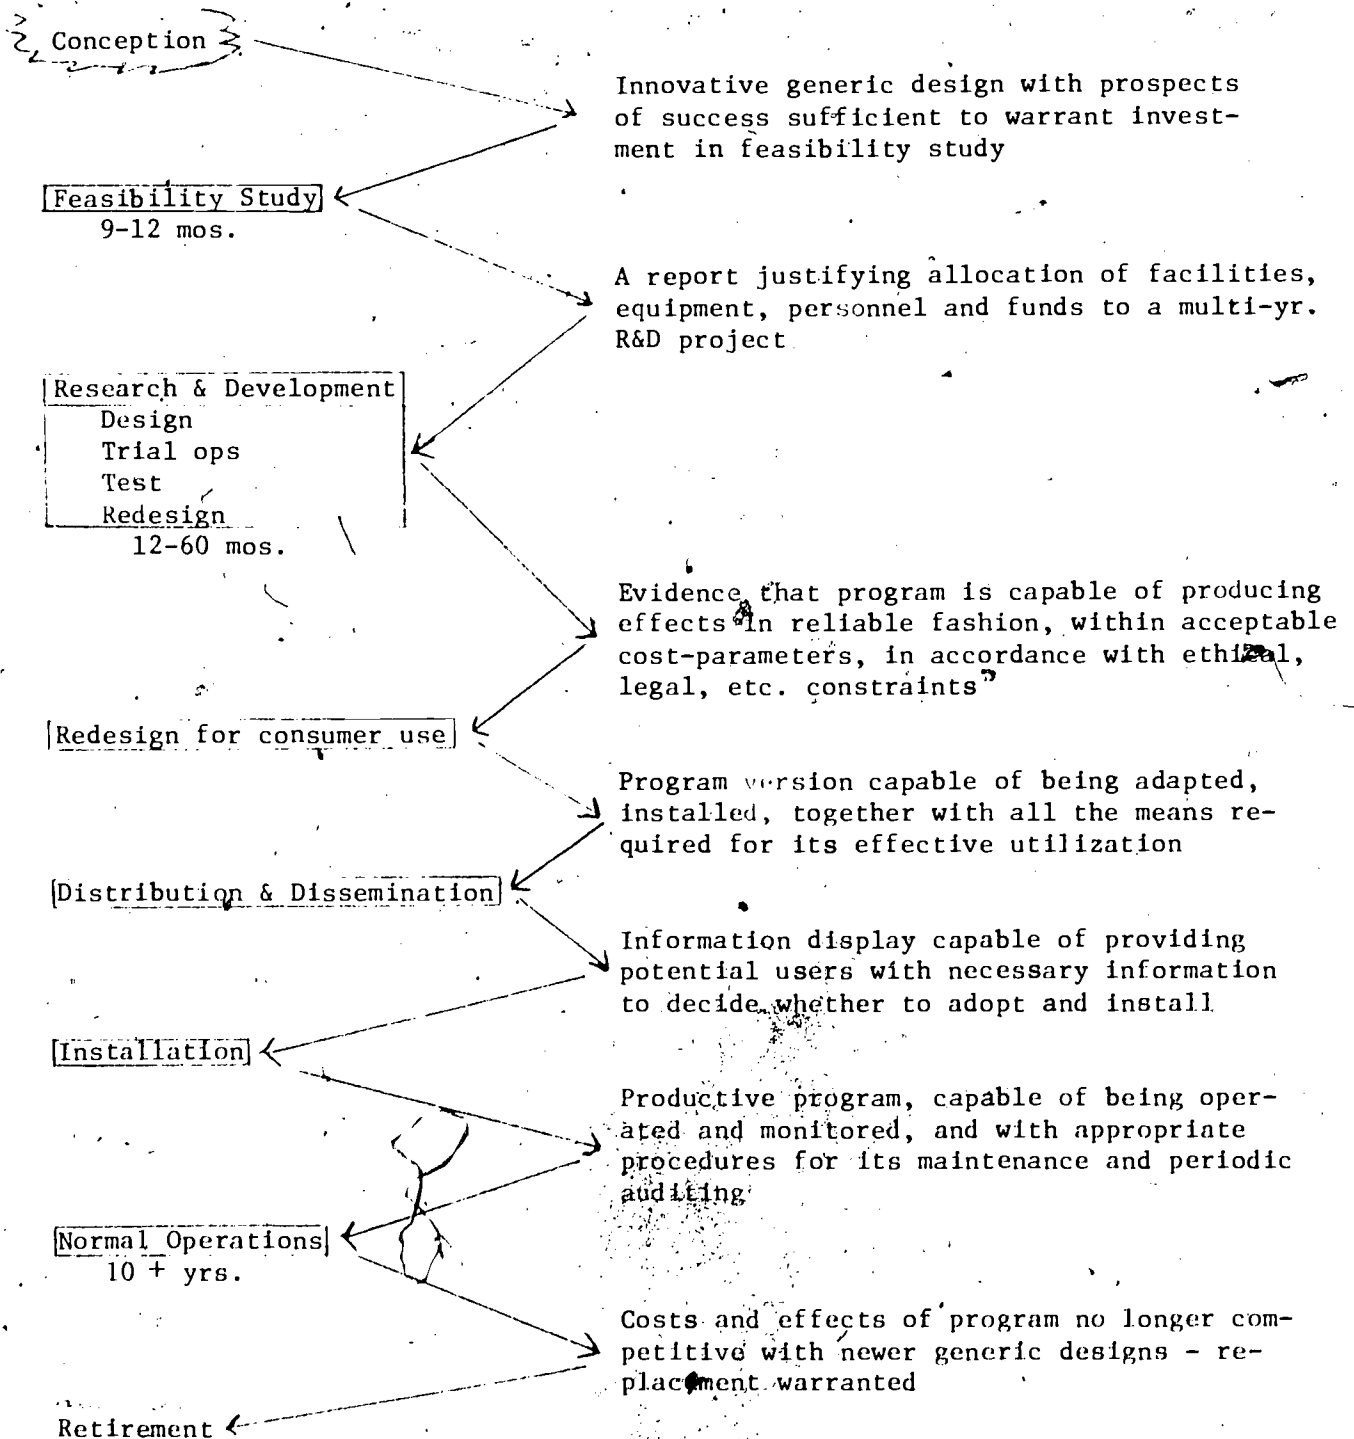 Conception
Innovative generic design with prospects
of success sufficient to warrant invest-
ment in feasibility study
Feasibility Study
9-12 mos.
A report justifying allocation of facilities,
equipment, personnel and funds to a multi-yr.
R&D project
Research & Development
Design
Trial ops
Test
Redesign
12-60 mos.
Evidence that program is capable of producing
effects in reliable fashion, within acceptable
cost-parameters, in accordance with ethical,
legal, etc. constraints"
Redesign for consumer use
Program version capable of being adapted,
installed, together with all the means re-
quired for its effective utilization
Distribution & Dissemination
Information display capable of providing
potential users with necessary information
to decide whether to adopt and install
Installation
Productive program, capable of being oper-
ated and monitored, and with appropriate
procedures for its maintenance and periodic
auditing
Normal Operations
10 + yrs.
Costs and effects of program no longer com-
petitive with newer generic designs - re-
placement warranted
Retirement